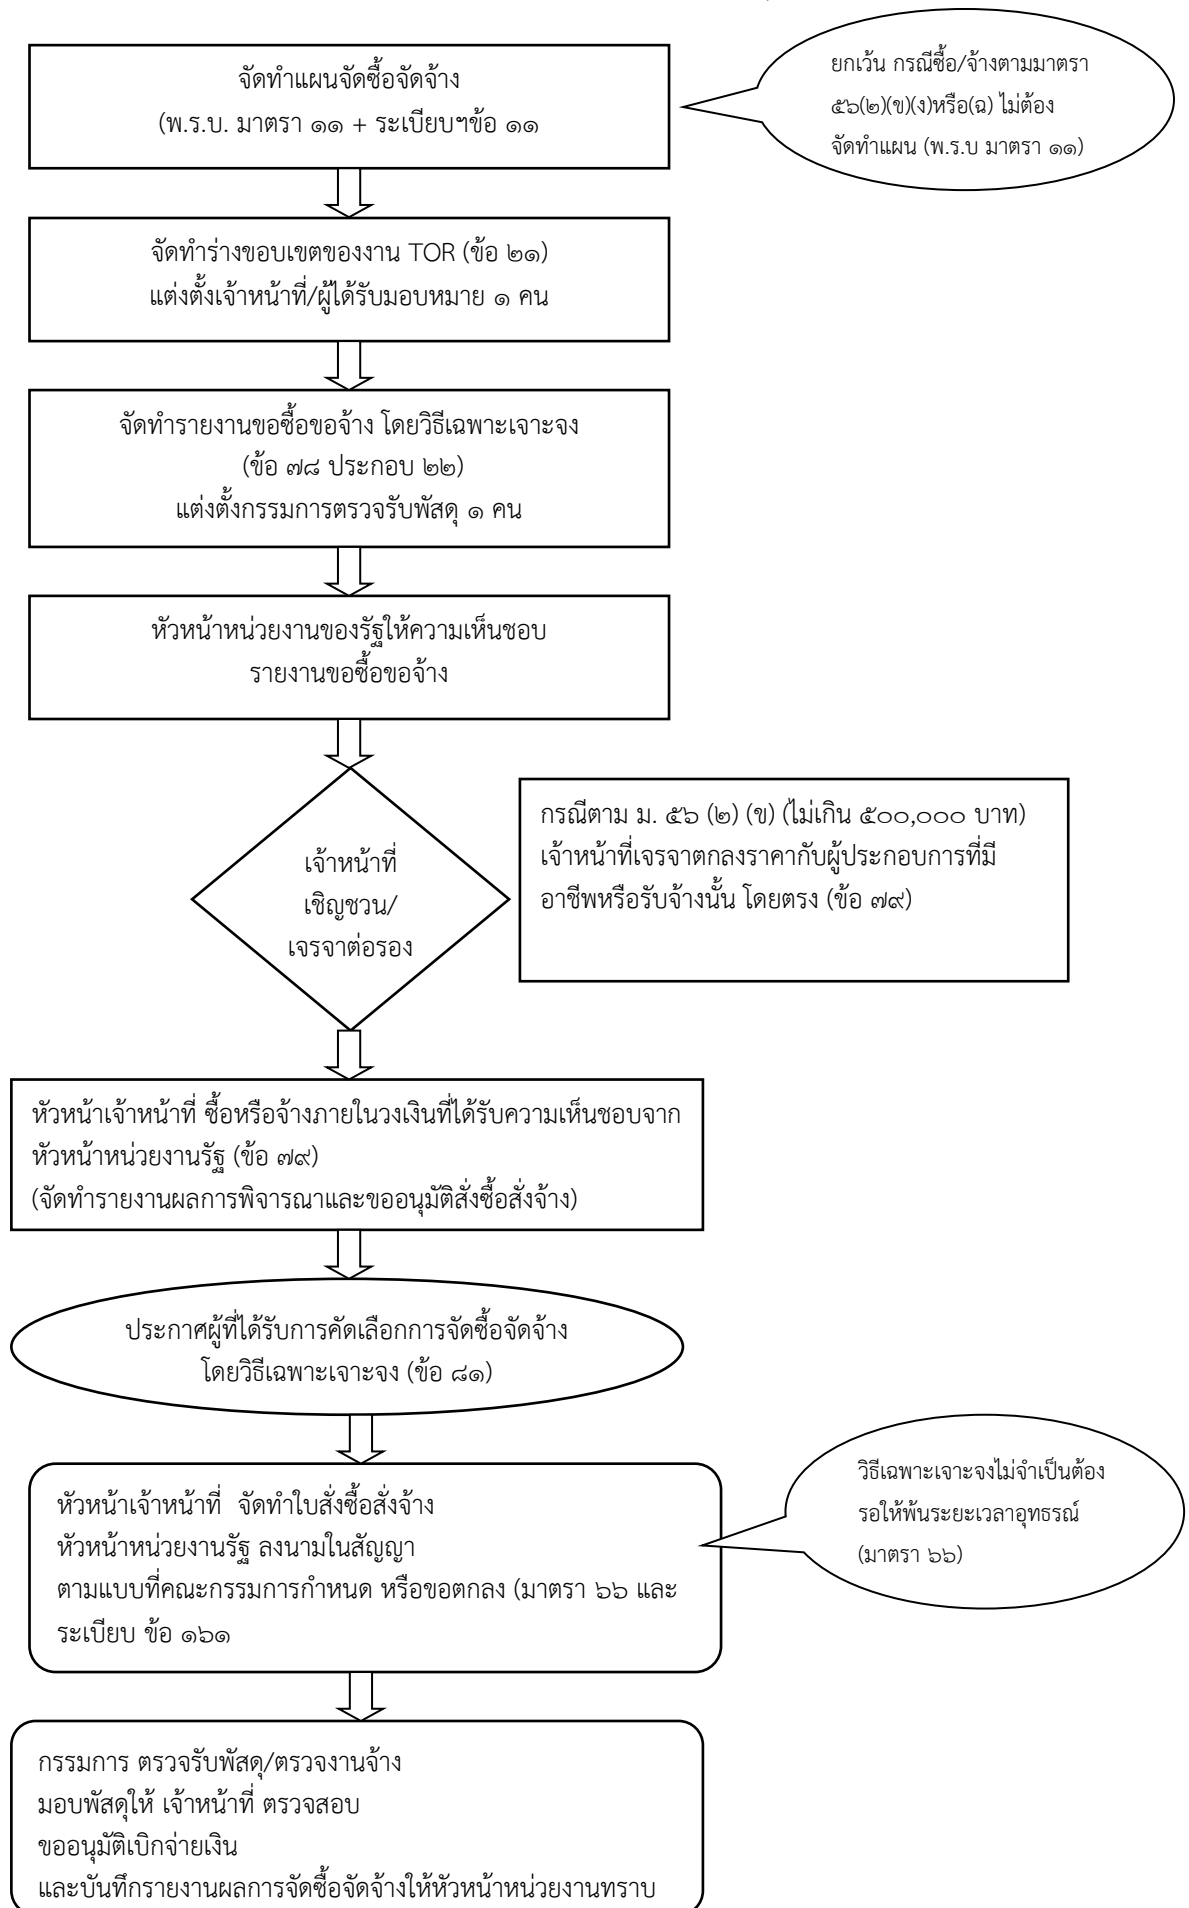 จัดทำแผนจัดซื้อจัดจ้าง
(พ.ร.บ. มาตรา ๑๑ + ระเบียบฯข้อ ๑๑
ยกเว้น กรณีซื้อ/จ้างตามมาตรา
๕๖(๒)(ข)(ง)หรือ(ฉ) ไม่ต้อง
จัดทำแผน (พ.ร.บ มาตรา ๑๑)
จัดทำร่างขอบเขตของงาน TOR (ข้อ ๒๑)
แต่งตั้งเจ้าหน้าที่/ผู้ได้รับมอบหมาย ๑ คน
จัดทำรายงานขอซื้อขอจ้าง โดยวิธีเฉพาะเจาะจง
(ข้อ ๗๘ ประกอบ ๒๒)
แต่งตั้งกรรมการตรวจรับพัสดุ ๑ คน
หัวหน้าหน่วยงานของรัฐให้ความเห็นชอบ
รายงานขอซื้อขอจ้าง
เจ้าหน้าที่
เชิญชวน/
เจรจาต่อรอง
กรณีตาม ม. ๕๖ (๒) (ข) (ไม่เกิน ๕๐๐,๐๐๐ บาท)
เจ้าหน้าที่เจรจาตกลงราคากับผู้ประกอบการที่มี
อาชีพหรือรับจ้างนั้น โดยตรง (ข้อ ๗๙)
หัวหน้าเจ้าหน้าที่ ซื้อหรือจ้างภายในวงเงินที่ได้รับความเห็นชอบจาก
หัวหน้าหน่วยงานรัฐ (ข้อ ๗๙)
(จัดทำรายงานผลการพิจารณาและขออนุมัติสั่งซื้อสั่งจ้าง)
ประกาศผู้ที่ได้รับการคัดเลือกการจัดซื้อจัดจ้าง
โดยวิธีเฉพาะเจาะจง (ข้อ ๘๑)
หัวหน้าเจ้าหน้าที่  จัดทำใบสั่งซื้อสั่งจ้าง
หัวหน้าหน่วยงานรัฐ ลงนามในสัญญา
ตามแบบที่คณะกรรมการกำหนด หรือขอตกลง (มาตรา ๖๖ และ
ระเบียบ ข้อ ๑๖๑
วิธีเฉพาะเจาะจงไม่จำเป็นต้อง
รอให้พ้นระยะเวลาอุทธรณ์
(มาตรา ๖๖)
กรรมการ ตรวจรับพัสดุ/ตรวจงานจ้าง
มอบพัสดุให้ เจ้าหน้าที่ ตรวจสอบ
ขออนุมัติเบิกจ่ายเงิน
และบันทึกรายงานผลการจัดซื้อจัดจ้างให้หัวหน้าหน่วยงานทราบ